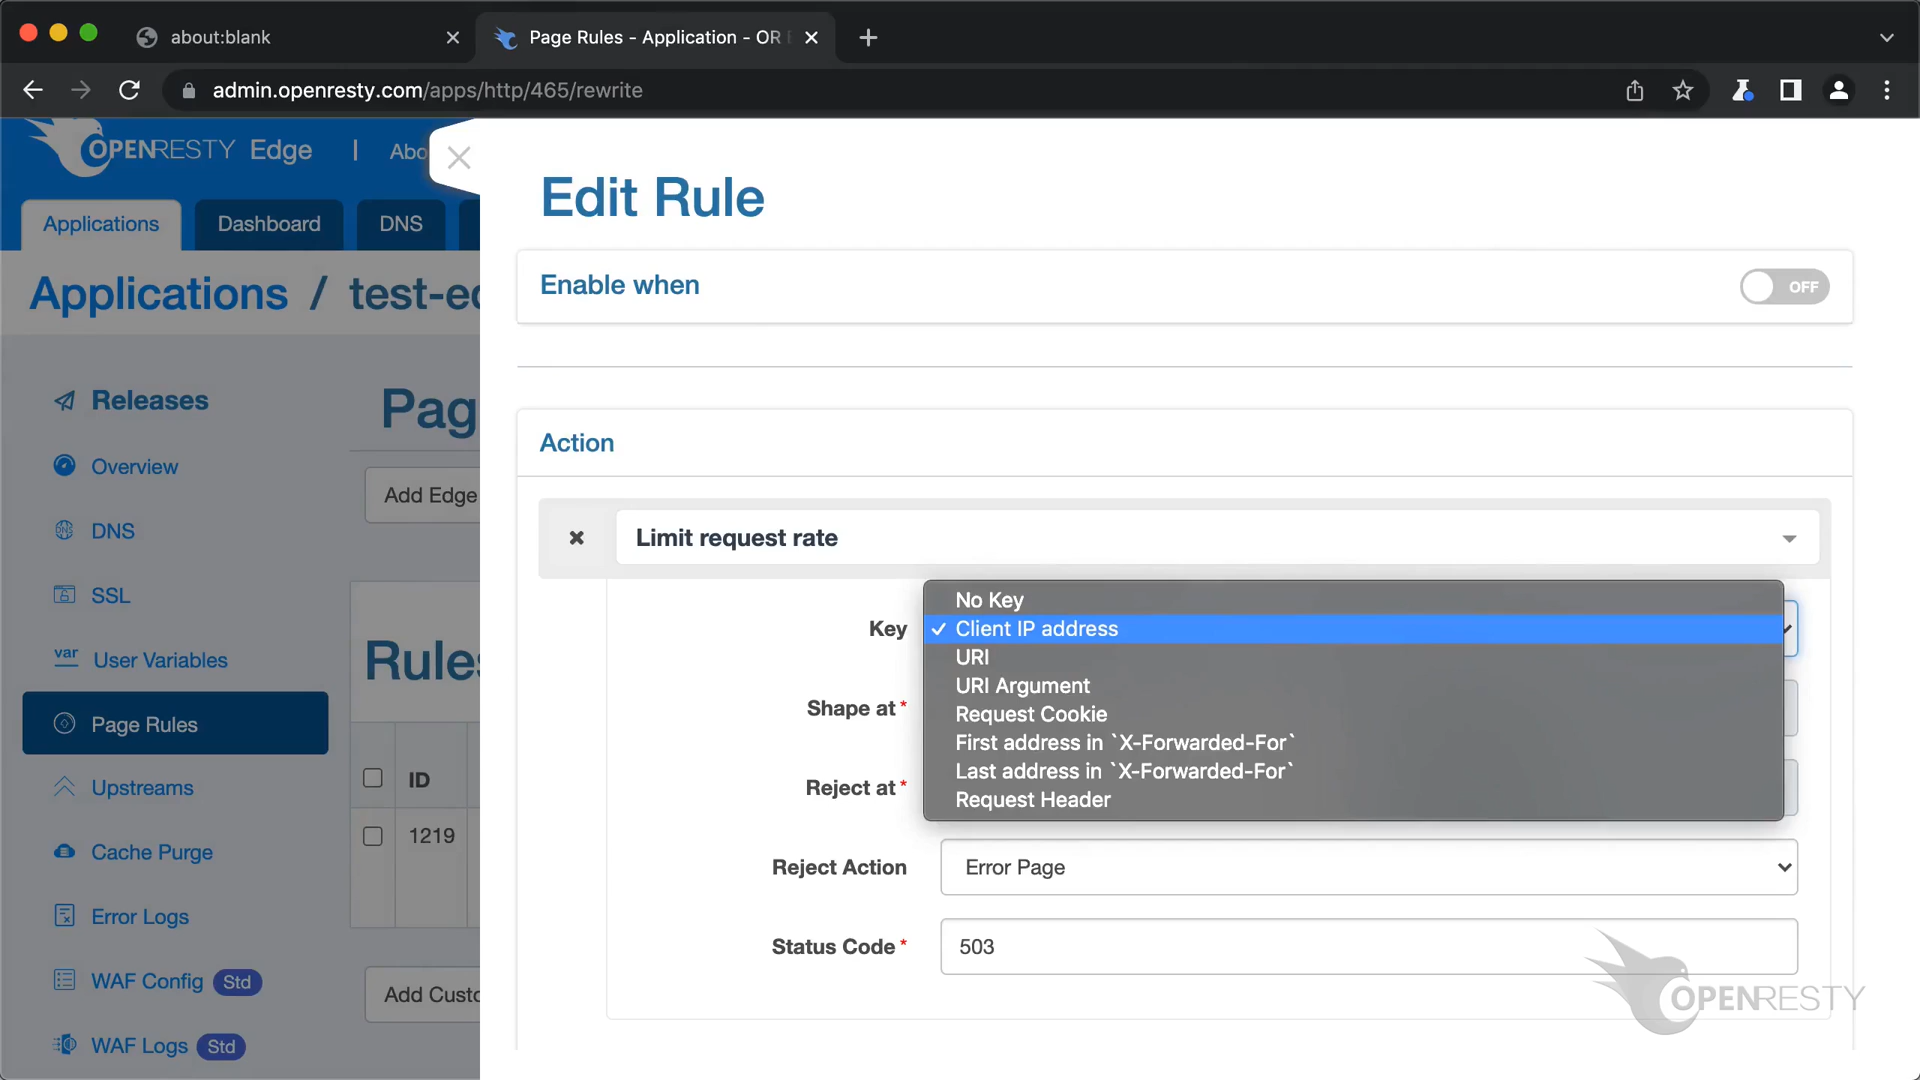 about:blank
Page Rules - Application - OR
admin.openresty.com/apps/http/465/rewrite
OPENRESTY Edge | Abo
Applications
Dashboard
DNS
Applications / test-ed
Releases
Overview
DNS
SSL
var User Variables
Page Rules
Upstreams
Cache Purge
Error Logs
WAF Config Std
WAF Logs Std
Pag
Add Edge
Rules
ID
1219
Add Custo
Edit Rule
Enable when
OFF
Action
Limit request rate
Key
No Key
Client IP address
URI
URI Argument
Request Cookie
First address in `X-Forwarded-For`
Last address in `X-Forwarded-For`
Request Header
Shape at *
Reject at *
Reject Action Error Page
Status Code * 503
OPENRESTY